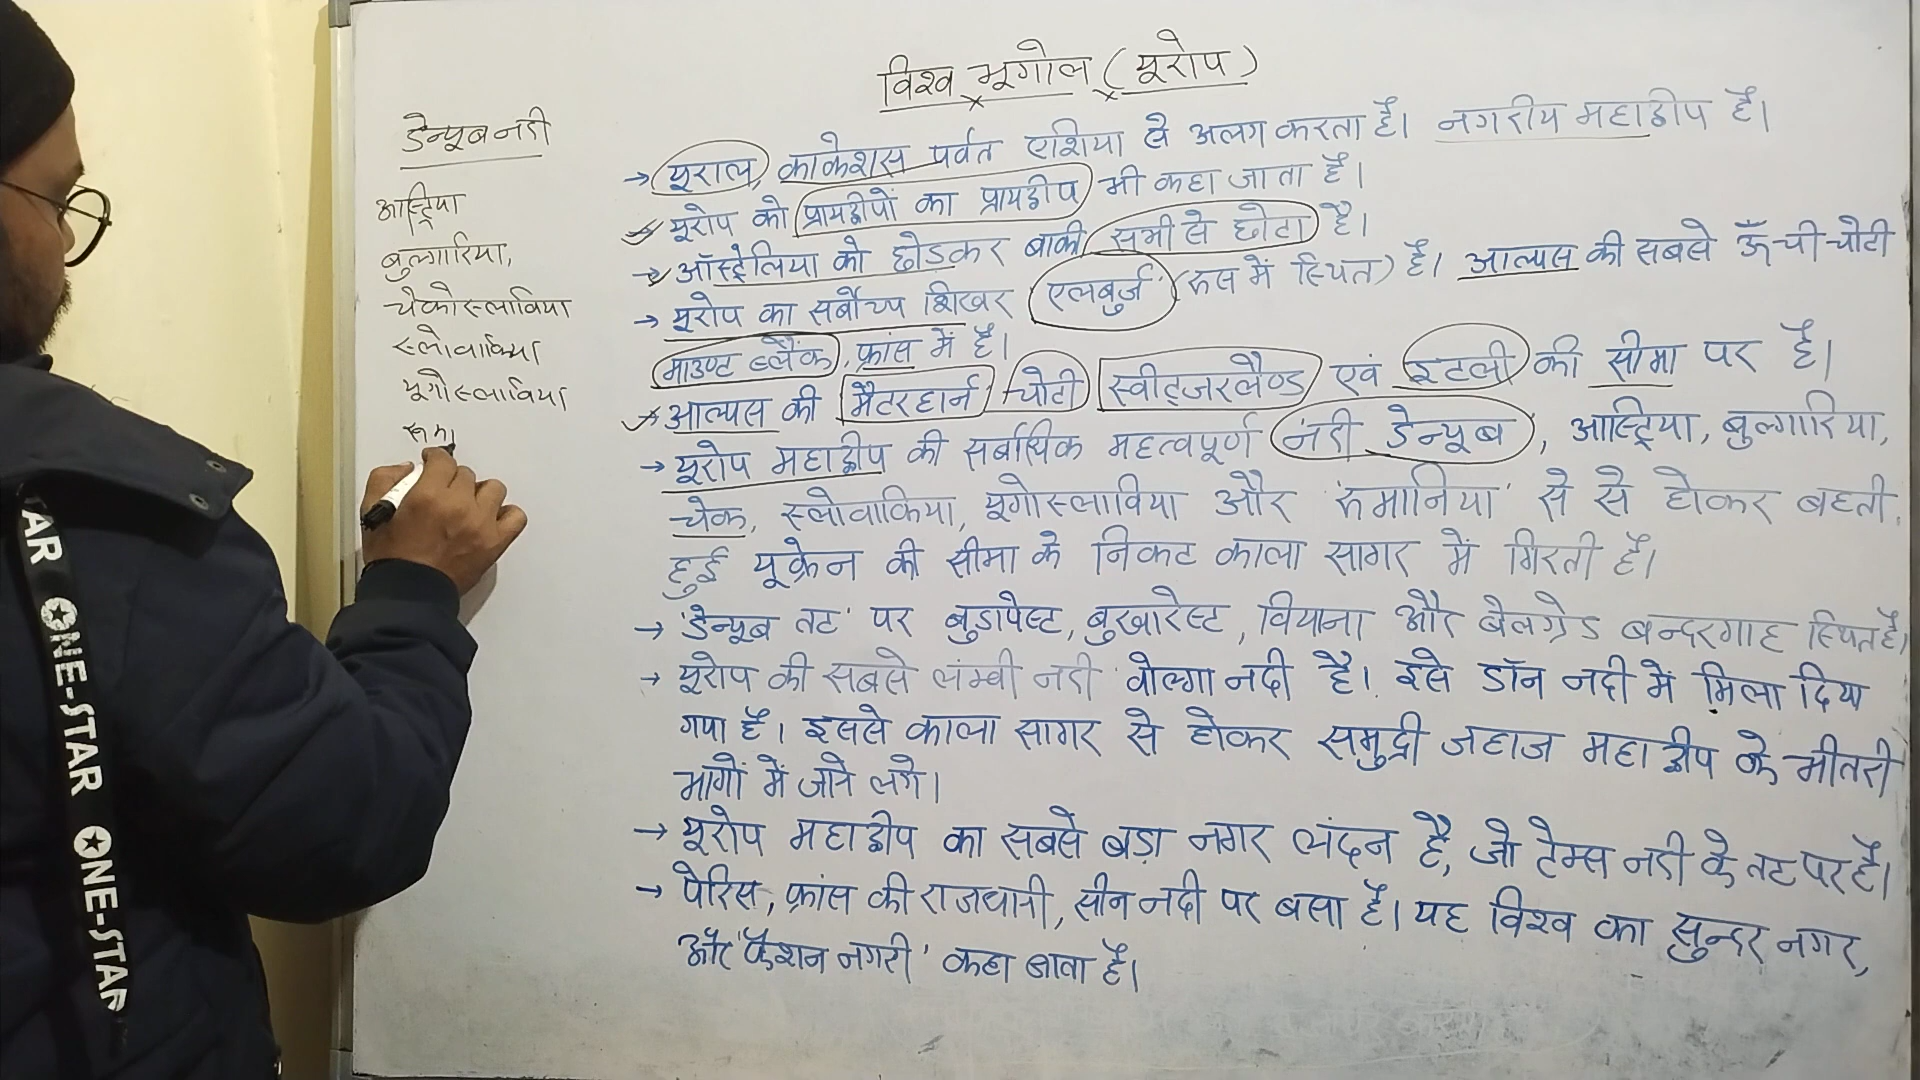 विश्व भूगोल (यूरोप)
डेन्यूब नदी
आस्ट्रिया
बुल्गारिया,
चेकोस्लाविया
स्लोवाकिया
यूगोस्लाविया
रूमा
→ यूराल, काकेशस पर्वत एशिया से अलग करता है। नगरीय महाद्वीप है।
→ यूरोप को प्रायद्वीपों का प्रायद्वीप भी कहा जाता है।
→ ऑस्ट्रेलिया को छोडकर बाकी सभी से छोटा है।
→ यूरोप का सर्बोच्च शिखर एलबुर्ज (रूस में स्थित) है। आल्पस की सबसे ऊँची चोटी
माउण्ट ब्लैंक, फ्रांस में है।
→ आल्पस की मैटरहार्न चोटी स्वीट्जरलैण्ड एवं इटली की सीमा पर है।
→ यूरोप महाद्वीप की सर्बाधिक महत्वपूर्ण नदी डेन्यूब, आस्ट्रिया, बुल्गारिया,
चेक, स्लोवाकिया, यूगोस्लाविया और 'रुमानिया' से से होकर बहती
हुई यूक्रेन की सीमा के निकट काला सागर में गिरती है।
→ 'डेन्यूब तट' पर बुडापेस्ट, बुखारेस्ट, वियाना और बेलग्रेड बन्दरगाह स्थित है।
→ यूरोप की सबसे लम्बी नदी वोल्गा नदी है। इसे डॉन नदी में मिला दिया
गया है। इससे काला सागर से होकर समुद्री जहाज महाद्वीप के भीतरी
भागों में जाने लगे।
→ यूरोप महाद्वीप का सबसे बड़ा नगर लंदन है, जो टेम्स नदी के तट पर है।
→ पेरिस, फ्रांस की राजधानी, सीन नदी पर बसा है। यह विश्व का सुन्दर नगर,
और 'फैशन नगरी' कहा जाता है।
TAR ONE-STAR ONE-STAR